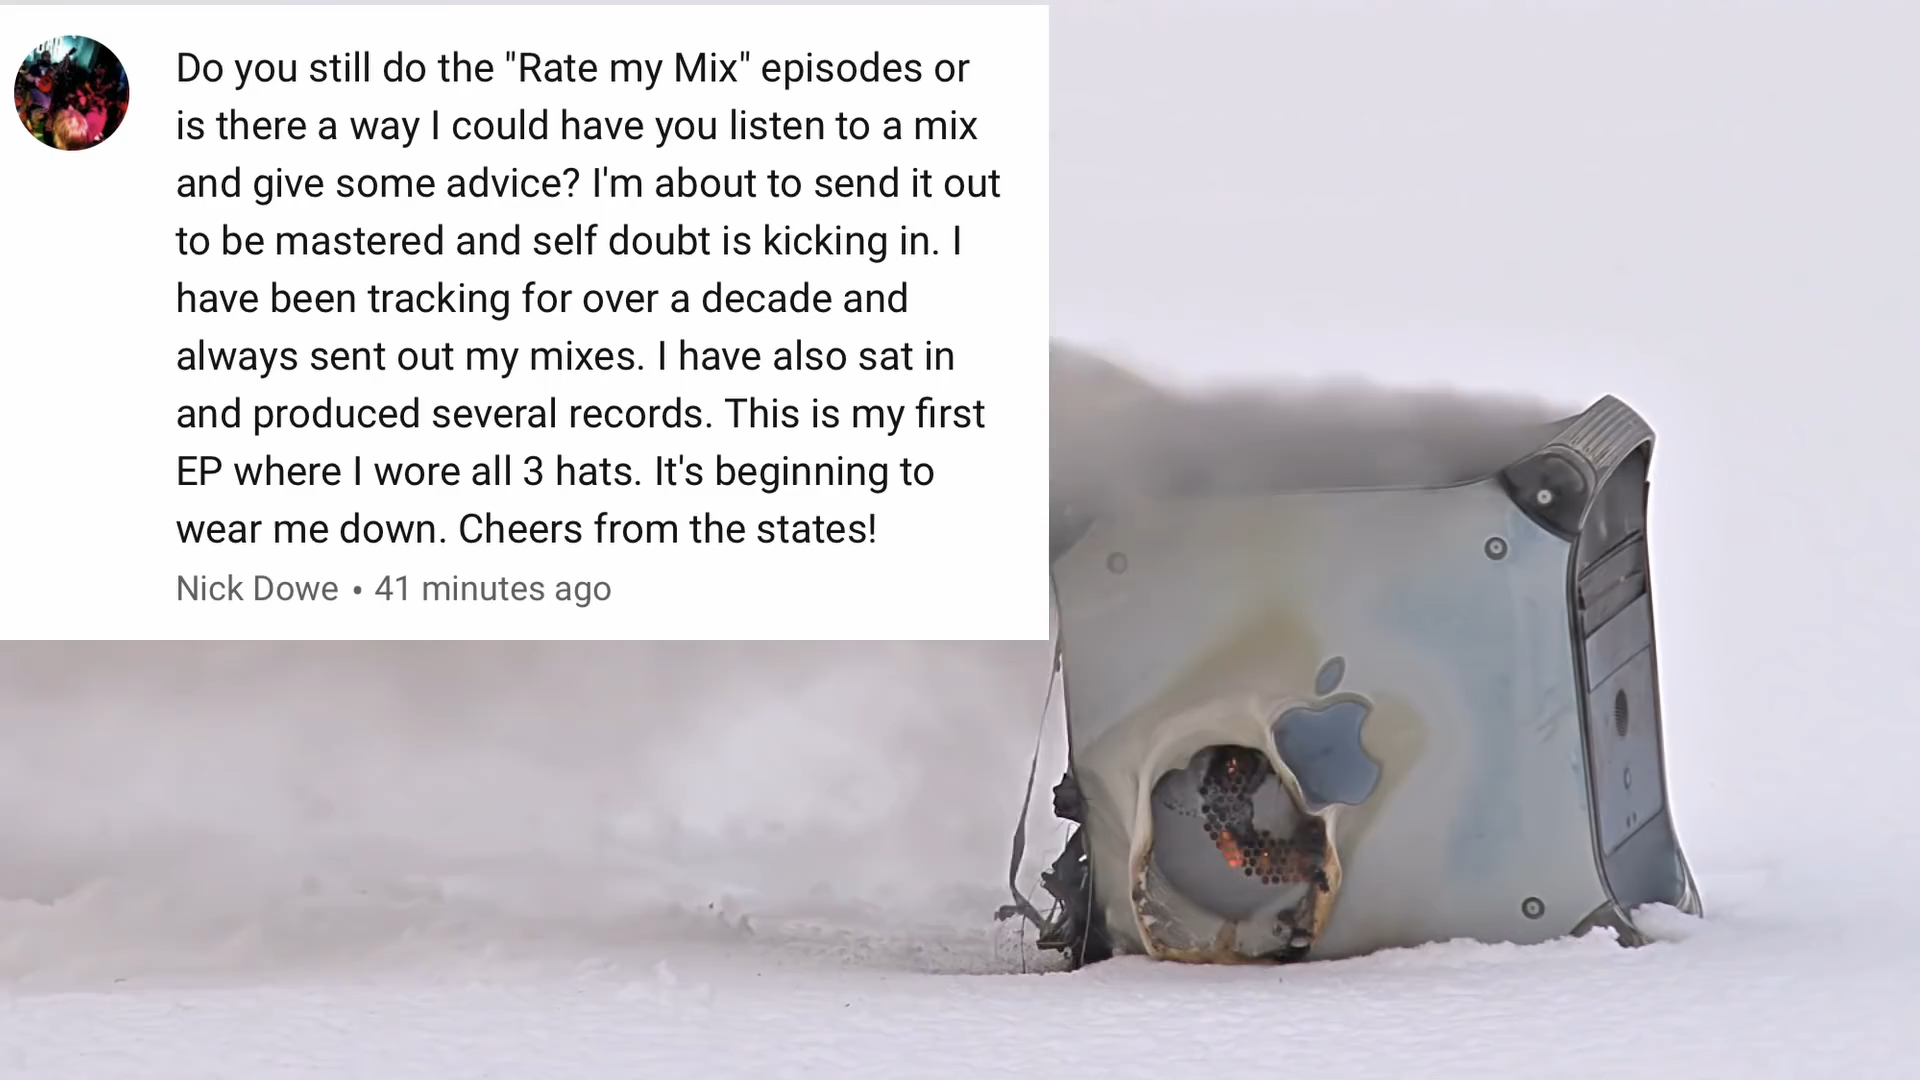 Do you still do the "Rate my Mix" episodes or
is there a way I could have you listen to a mix
and give some advice? I'm about to send it out
to be mastered and self doubt is kicking in. I
have been tracking for over a decade and
always sent out my mixes. I have also sat in
and produced several records. This is my first
EP where I wore all 3 hats. It's beginning to
wear me down. Cheers from the states!
Nick Dowe • 41 minutes ago